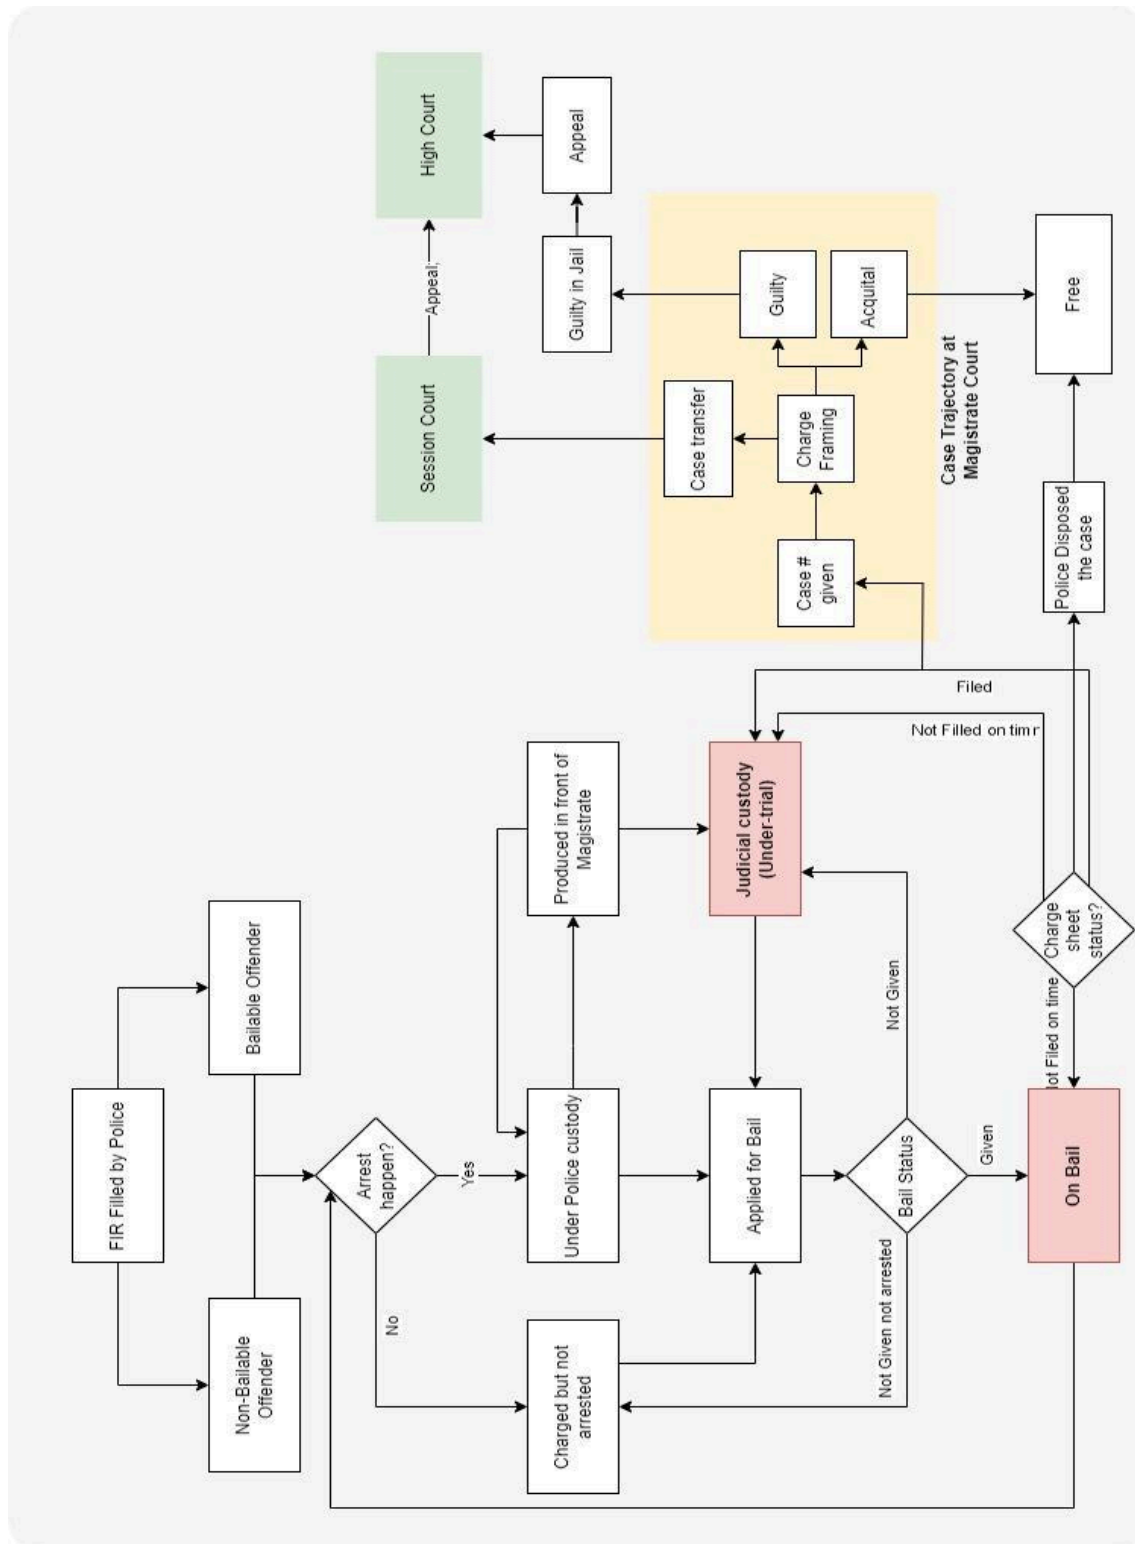 FIR Filled by Police
Non-Bailable
Offender
Bailable Offender
Arrest
happen?
No
Yes
Session Court
Appeal;
High Court
Charged but not
arrested
Under Police custody
Produced in front of
Magistrate
Guilty in Jail
Appeal
Applied for Bail
Judicial custody
(Under-trial)
Case transfer
Case #
given
Charge
Framing
Guilty
Acquital
Not Given not arrested
Bail Status
Not Given
Not Filled on timr
Filed
Case Trajectory at
Magistrate Court
Given
On Bail
ot Filed on time
Charge
sheet
status?
Police Disposed
the case
Free